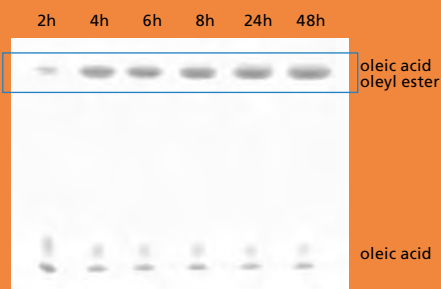 2h 4h 6h 8h 24h 48h
oleic acid
oleyl ester
oleic acid